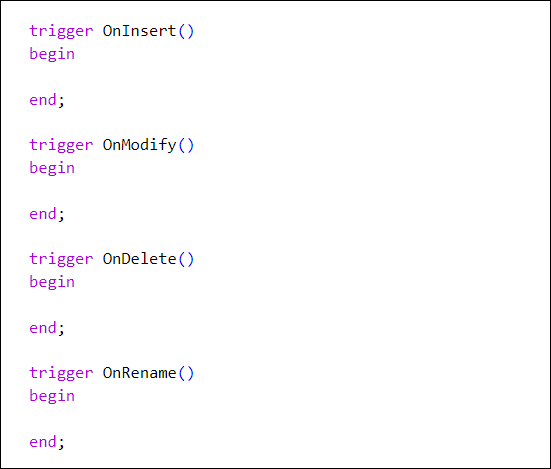 trigger OnInsert()
begin
end;
trigger OnModify()
begin
end;
trigger OnDelete()
begin
end;
trigger OnRename()
begin
end;